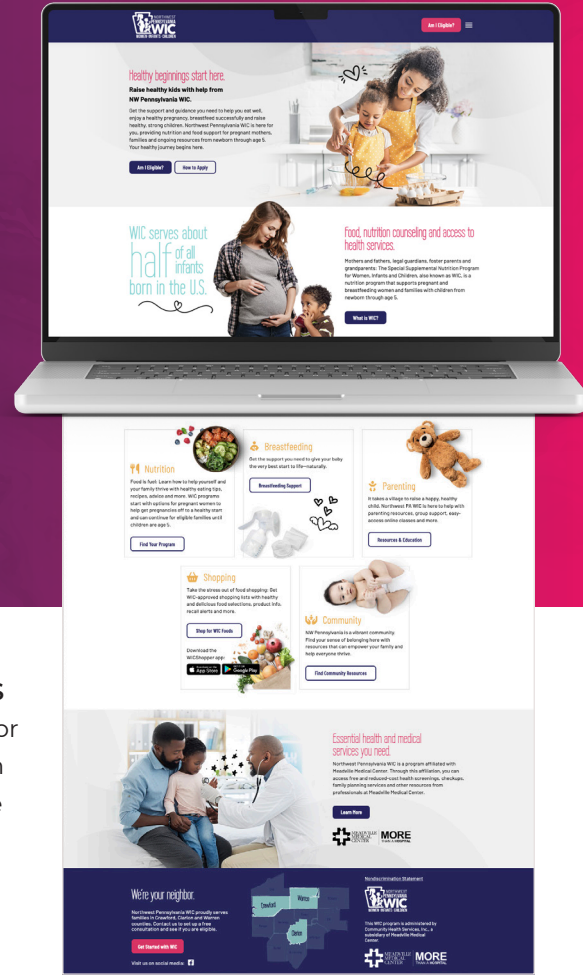 NORTHWEST
PENNSYLVANIA
WIC
WOMEN INFANTS CHILDREN
Am I Eligible?
Healthy beginnings start here.
Raise healthy kids with help from
NW Pennsylvania WIC.
Get the support and guidance you need to help you eat well,
enjoy a healthy pregnancy, breastfeed successfully and raise
healthy, strong children. Northwest Pennsylvania WIC is here for
you, providing nutrition and food support for pregnant mothers,
families and ongoing resources from newborn through age 5.
Your healthy journey begins here.
Am I Eligible?
How to Apply
WIC serves about
half of all
infants
born in the U.S.
Food, nutrition counseling and access to
health services.
Mothers and fathers, legal guardians, foster parents and
grandparents: The Special Supplemental Nutrition Program
for Women, Infants and Children, also known as WIC, is a
nutrition program that supports pregnant and
breastfeeding women and families with children from
newborn through age 5.
What is WIC?
Nutrition
Food is fuel. Learn how to help yourself and
your family thrive with healthy eating tips,
recipes, advice and more. WIC programs
start with options for pregnant women to
help get pregnancies off to a healthy start
and can continue for eligible families until
children are age 5.
Find Your Program
Breastfeeding
Get the support you need to give your baby
the very best start to life—naturally.
Breastfeeding Support
Parenting
It takes a village to raise a happy, healthy
child. Northwest PA WIC is here to help with
parenting resources, group support, easy-
access online classes and more.
Resources & Education
Shopping
Take the stress out of food shopping. Get
WIC-approved shopping lists with healthy
and delicious food selections, product info,
recall alerts and more.
Shop for WIC Foods
Download the
WICShopper app:
App Store
Google Play
Community
NW Pennsylvania is a vibrant community.
Find your sense of belonging here with
resources that can empower your family and
help everyone thrive.
Find Community Resources
s
or
n
e
Essential health and medical
services you need.
Northwest Pennsylvania WIC is a program affiliated with
Meadville Medical Center. Through this affiliation, you can
access free and reduced-cost health screenings, checkups,
family planning services and other resources from
professionals at Meadville Medical Center.
Learn More
MEADVILLE
MEDICAL
CENTER
MORE
THAN A HOSPITAL
We're your neighbor.
Northwest Pennsylvania WIC proudly serves
families in Crawford, Clarion and Warren
counties. Contact us to set up a free
consultation and see if you are eligible.
Get Started with WIC
Visit us on social media:
Crawford
Warren
Clarion
Nondiscrimination Statement
NORTHWEST
PENNSYLVANIA
WIC
WOMEN INFANTS CHILDREN
This WIC program is administered by
Community Health Services, Inc., a
subsidiary of Meadville Medical
Center.
MEADVILLE
MEDICAL
CENTER
MORE
THAN A HOSPITAL